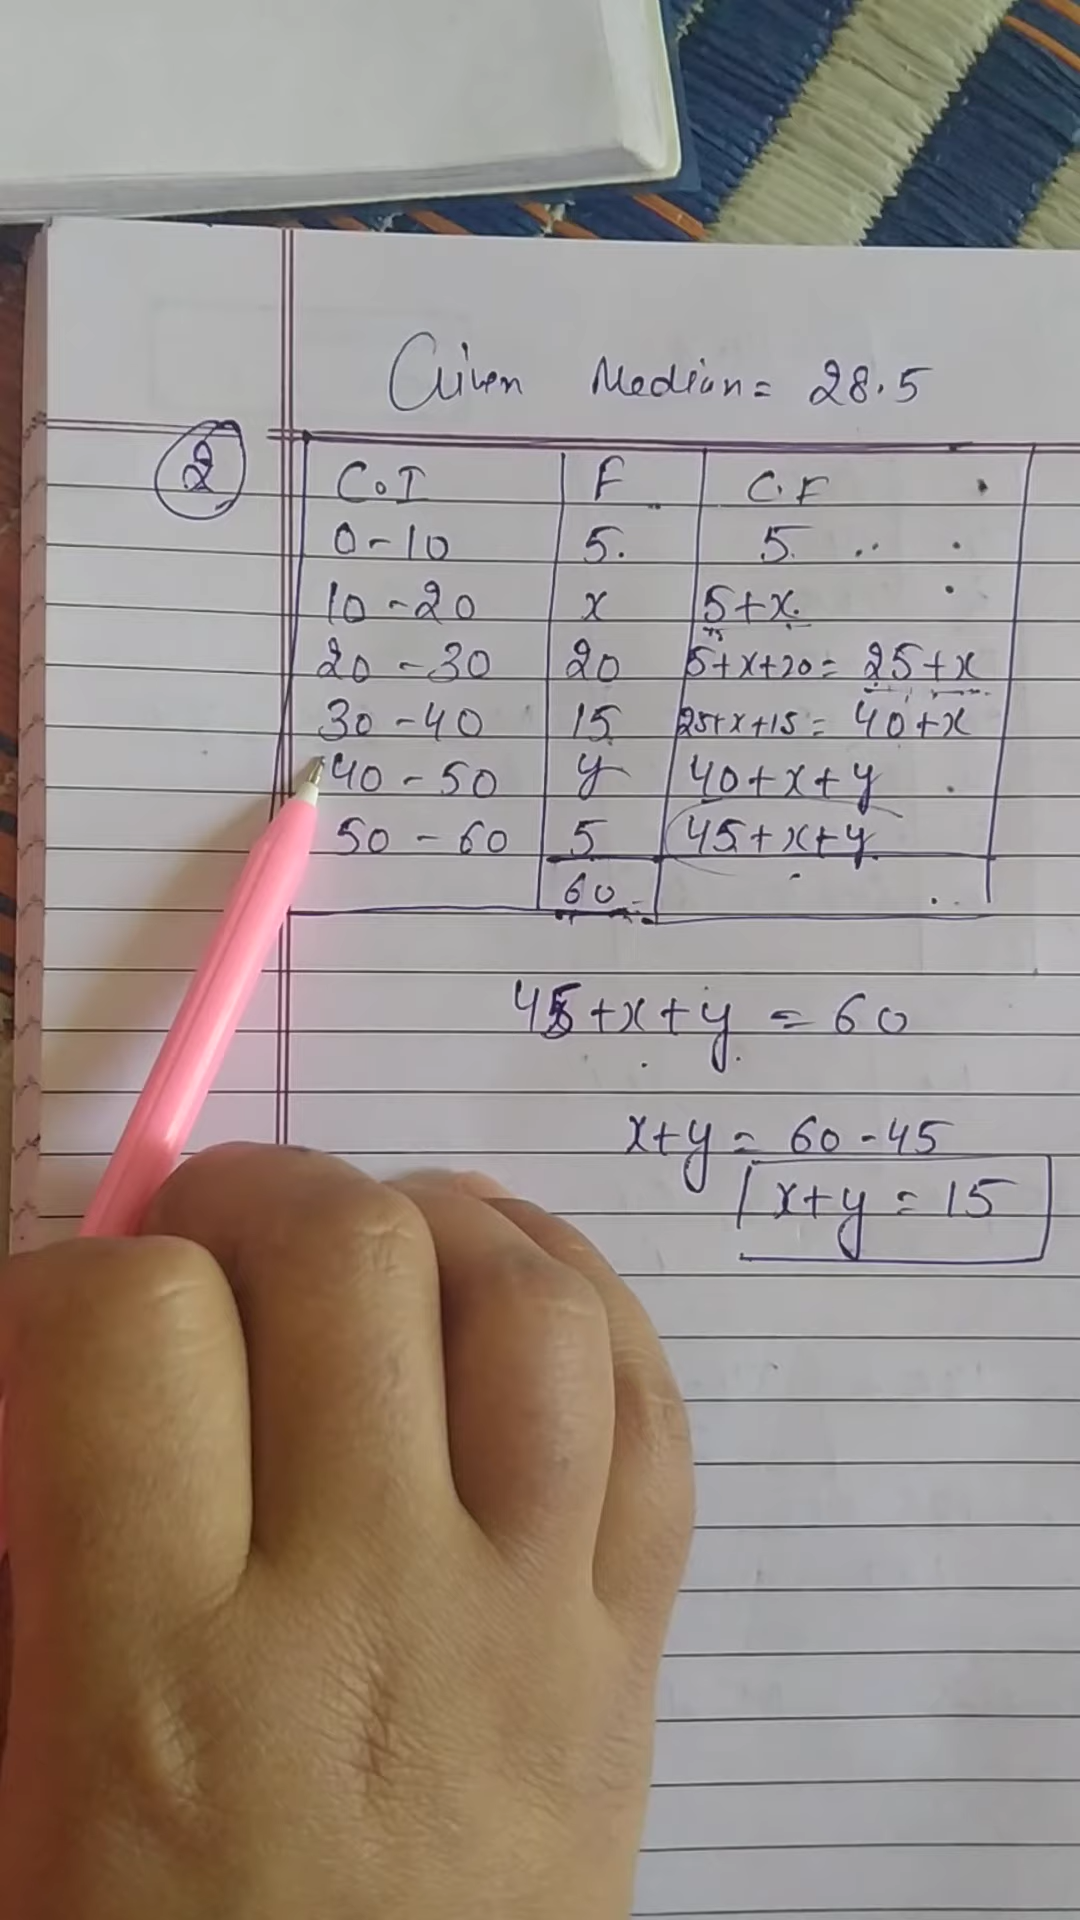 Given Median = 28.5
2
C.I F C.F
0-10 5. 5
10-20 x 5+x
20-30 20 5+x+20= 25+x
30-40 15 25+x+15= 40+x
40-50 y 40+x+y
50-60 5 45+x+y
60
45+x+y = 60
x+y = 60-45
x+y = 15